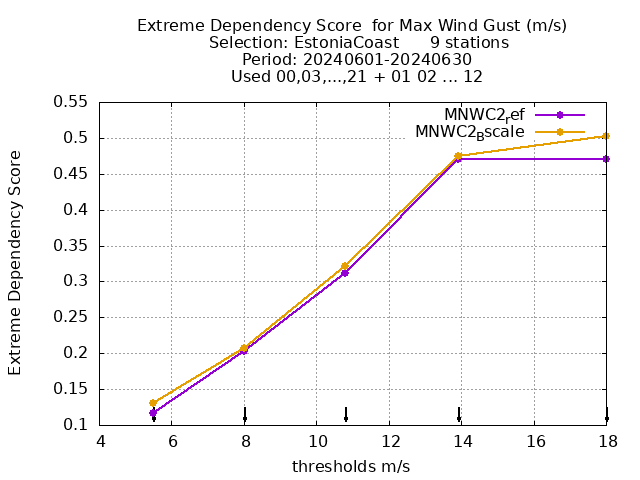 Extreme Dependency Score  for Max Wind Gust (m/s)
Selection: EstoniaCoast      9 stations
Period: 20240601-20240630
Used 00,03,...,21 + 01 02 ... 12
MNWC2ref
MNWC2Bscale
Extreme Dependency Score
0.55
0.5
0.45
0.4
0.35
0.3
0.25
0.2
0.15
0.1
4 6 8 10 12 14 16 18
thresholds m/s